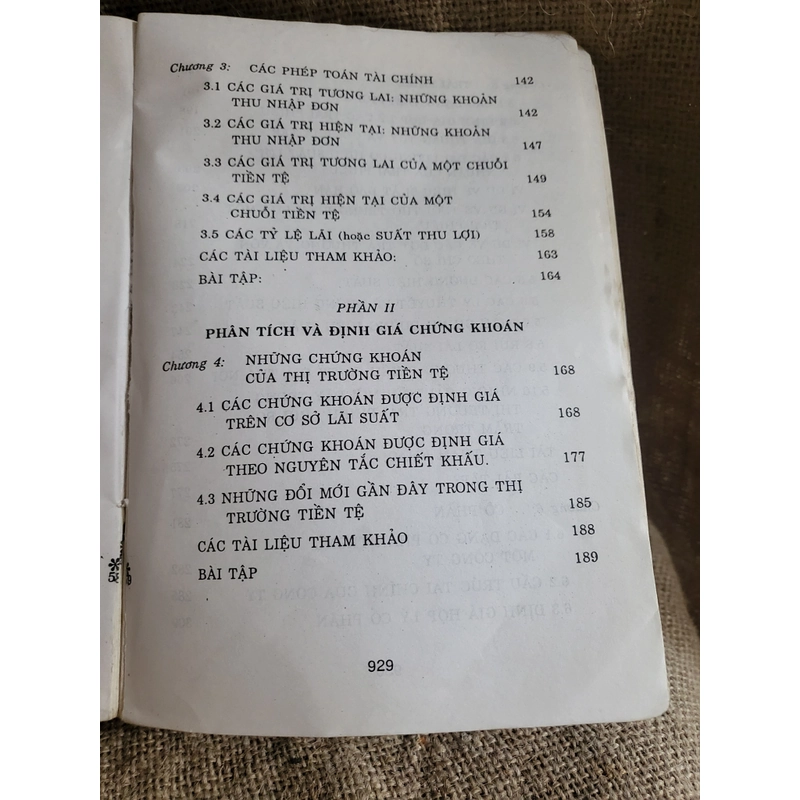 Chương 3: CÁC PHÉP TOÁN TÀI CHÍNH 142
3.1 CÁC GIÁ TRỊ TƯƠNG LAI: NHỮNG KHOẢN
THU NHẬP ĐƠN 142
3.2 CÁC GIÁ TRỊ HIỆN TẠI: NHỮNG KHOẢN
THU NHẬP ĐƠN 147
3.3 CÁC GIÁ TRỊ TƯƠNG LAI CỦA MỘT CHUỖI
TIỀN TỆ 149
3.4 CÁC GIÁ TRỊ HIỆN TẠI CỦA MỘT
CHUỖI TIỀN TỆ 154
3.5 CÁC TỶ LỆ LÃI (hoặc SUẤT THU LỢI) 158
CÁC TÀI LIỆU THAM KHẢO: 163
BÀI TẬP: 164
PHẦN II
PHÂN TÍCH VÀ ĐỊNH GIÁ CHỨNG KHOÁN
Chương 4: NHỮNG CHỨNG KHOÁN
CỦA THỊ TRƯỜNG TIỀN TỆ 168
4.1 CÁC CHỨNG KHOÁN ĐƯỢC ĐỊNH GIÁ
TRÊN CƠ SỞ LÃI SUẤT 168
4.2 CÁC CHỨNG KHOÁN ĐƯỢC ĐỊNH GIÁ
THEO NGUYÊN TẮC CHIẾT KHẤU. 177
4.3 NHỮNG ĐỔI MỚI GẦN ĐÂY TRONG THỊ
TRƯỜNG TIỀN TỆ 185
CÁC TÀI LIỆU THAM KHẢO 188
BÀI TẬP 189
929